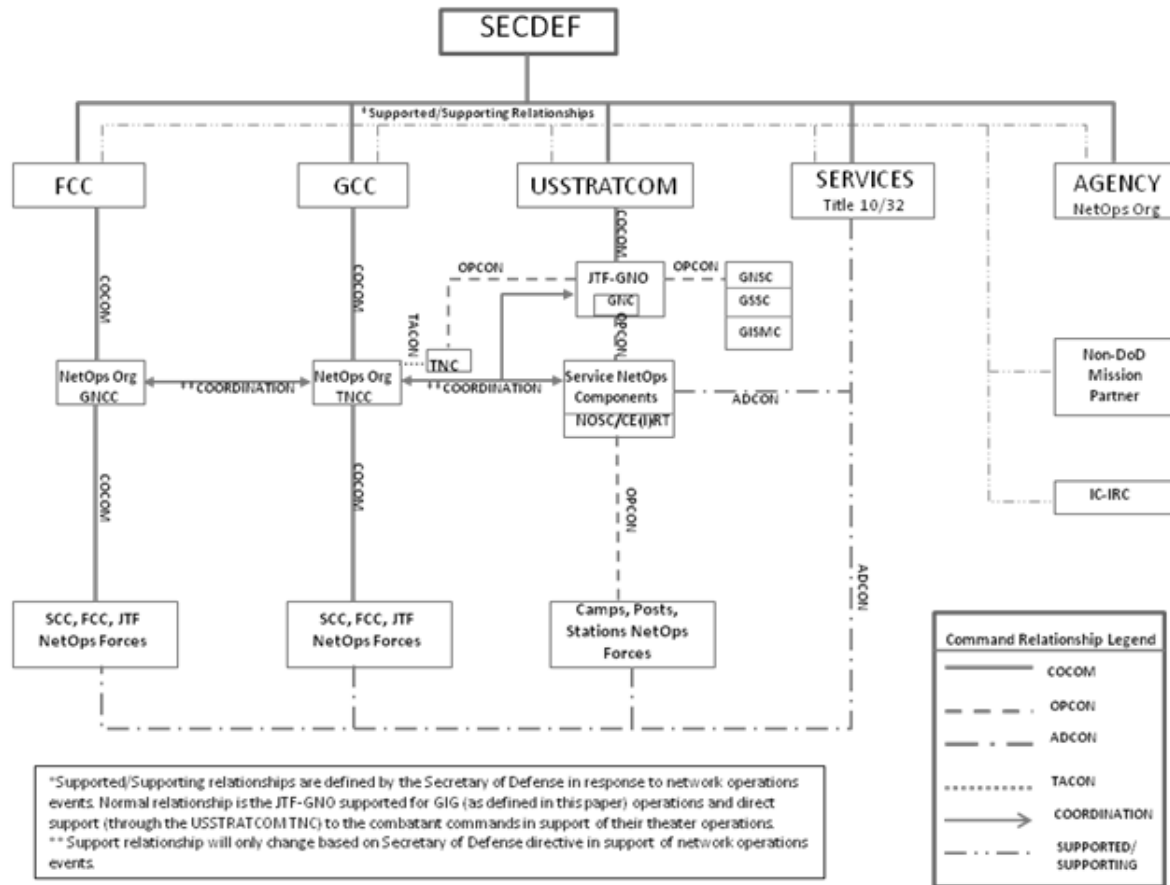 SECDEF
*Supported/Supporting Relationships
FCC
GCC
USSTRATCOM
SERVICES
Title 10/32
AGENCY
NetOps Org
COCOM
COCOM
COCOM
OPCON
JTF-GNO
GNC
OPCON
GNSC
GSSC
GISMC
TACON
TNC
OPCON
NetOps Org
GNCC
**COORDINATION
NetOps Org
TNCC
**COORDINATION
Service NetOps
Components
NOSC/CE(I)RT
ADCON
Non-DoD
Mission
Partner
COCOM
COCOM
OPCON
IC-IRC
ADCON
SCC, FCC, JTF
NetOps Forces
SCC, FCC, JTF
NetOps Forces
Camps, Posts,
Stations NetOps
Forces
Command Relationship Legend
COCOM
OPCON
ADCON
TACON
COORDINATION
SUPPORTED/
SUPPORTING
*Supported/Supporting relationships are defined by the Secretary of Defense in response to network operations
events. Normal relationship is the JTF-GNO supported for GIG (as defined in this paper) operations and direct
support (through the USSTRATCOM TNC) to the combatant commands in support of their theater operations.
** Support relationship will only change based on Secretary of Defense directive in support of network operations
events.